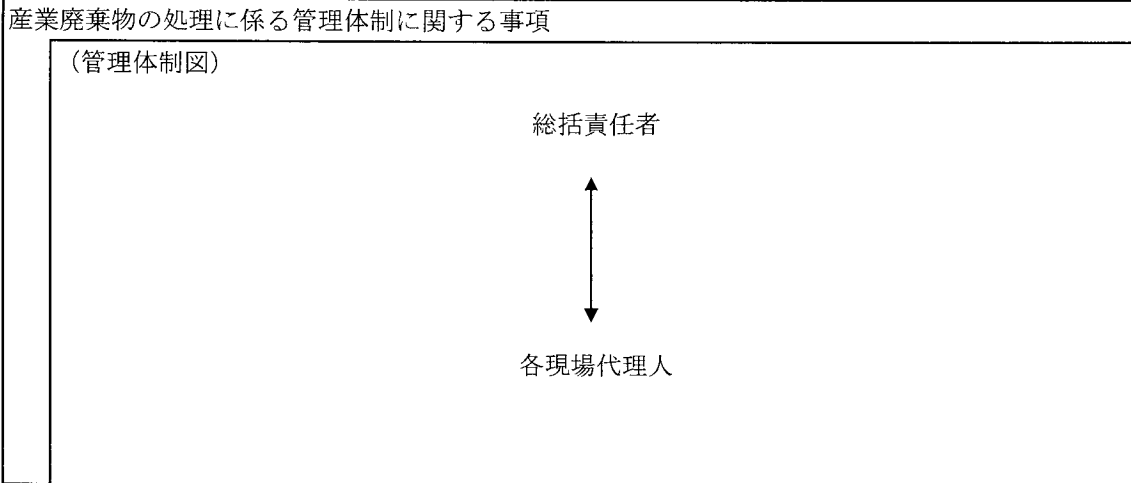 産業廃棄物の処理に係る管理体制に関する事項
（管理体制図）
総括責任者
各現場代理人